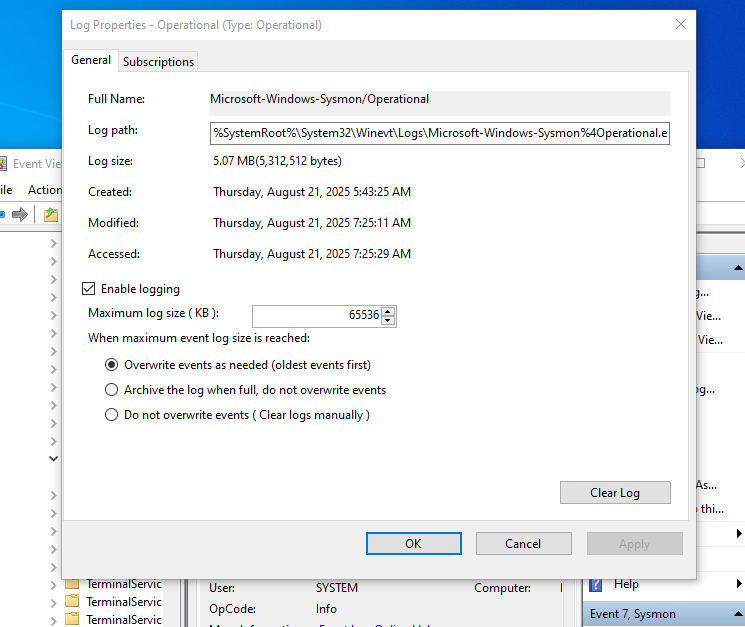 Log Properties - Operational (Type: Operational)
General
Subscriptions
Full Name:
Microsoft-Windows-Sysmon/Operational
Log path:
%SystemRoot%\System32\Winevt\Logs\Microsoft-Windows-Sysmon%4Operational.e
Log size:
5.07 MB(5,312,512 bytes)
Created:
Thursday, August 21, 2025 5:43:25 AM
Modified:
Thursday, August 21, 2025 7:25:11 AM
Accessed:
Thursday, August 21, 2025 7:25:29 AM
Enable logging
Maximum log size ( KB ):
65536
When maximum event log size is reached:
Overwrite events as needed (oldest events first)
Archive the log when full, do not overwrite events
Do not overwrite events ( Clear logs manually )
Clear Log
OK
Cancel
Apply
Event Vie
ile
Action
g...
Vie...
Vie...
og...
As...
thi...
TerminalServic
TerminalServic
TerminalServic
User:
SYSTEM
Computer:
OpCode:
Info
Help
Event 7, Sysmon